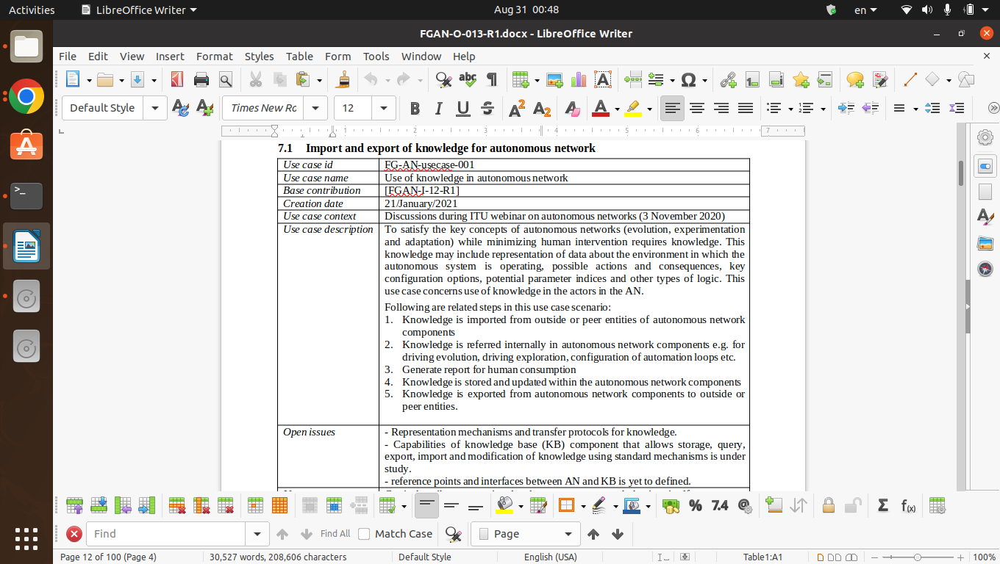 Activities LibreOffice Writer Aug 31 00:48 en
FGAN-O-013-R1.docx - LibreOffice Writer
File Edit View Insert Format Styles Table Form Tools Window Help
Default Style Times New Ro 12
1 2 3 4 5 6 7
7.1 Import and export of knowledge for autonomous network
Use case id FG-AN-usecase-001
Use case name Use of knowledge in autonomous network
Base contribution [FGAN-I-12-R1]
Creation date 21/January/2021
Use case context Discussions during ITU webinar on autonomous networks (3 November 2020)
Use case description To satisfy the key concepts of autonomous networks (evolution, experimentation
and adaptation) while minimizing human intervention requires knowledge. This
knowledge may include representation of data about the environment in which the
autonomous system is operating, possible actions and consequences, key
configuration options, potential parameter indices and other types of logic. This
use case concerns use of knowledge in the actors in the AN.
Following are related steps in this use case scenario:
1. Knowledge is imported from outside or peer entities of autonomous network
components
2. Knowledge is referred internally in autonomous network components e.g. for
driving evolution, driving exploration, configuration of automation loops etc.
3. Generate report for human consumption
4. Knowledge is stored and updated within the autonomous network components
5. Knowledge is exported from autonomous network components to outside or
peer entities.
Open issues - Representation mechanisms and transfer protocols for knowledge.
- Capabilities of knowledge base (KB) component that allows storage, query,
export, import and modification of knowledge using standard mechanisms is under
study.
- reference points and interfaces between AN and KB is yet to defined.
Find Find All Match Case Page
Page 12 of 100 (Page 4) 30,527 words, 208,606 characters Default Style English (USA) Table1:A1 100%